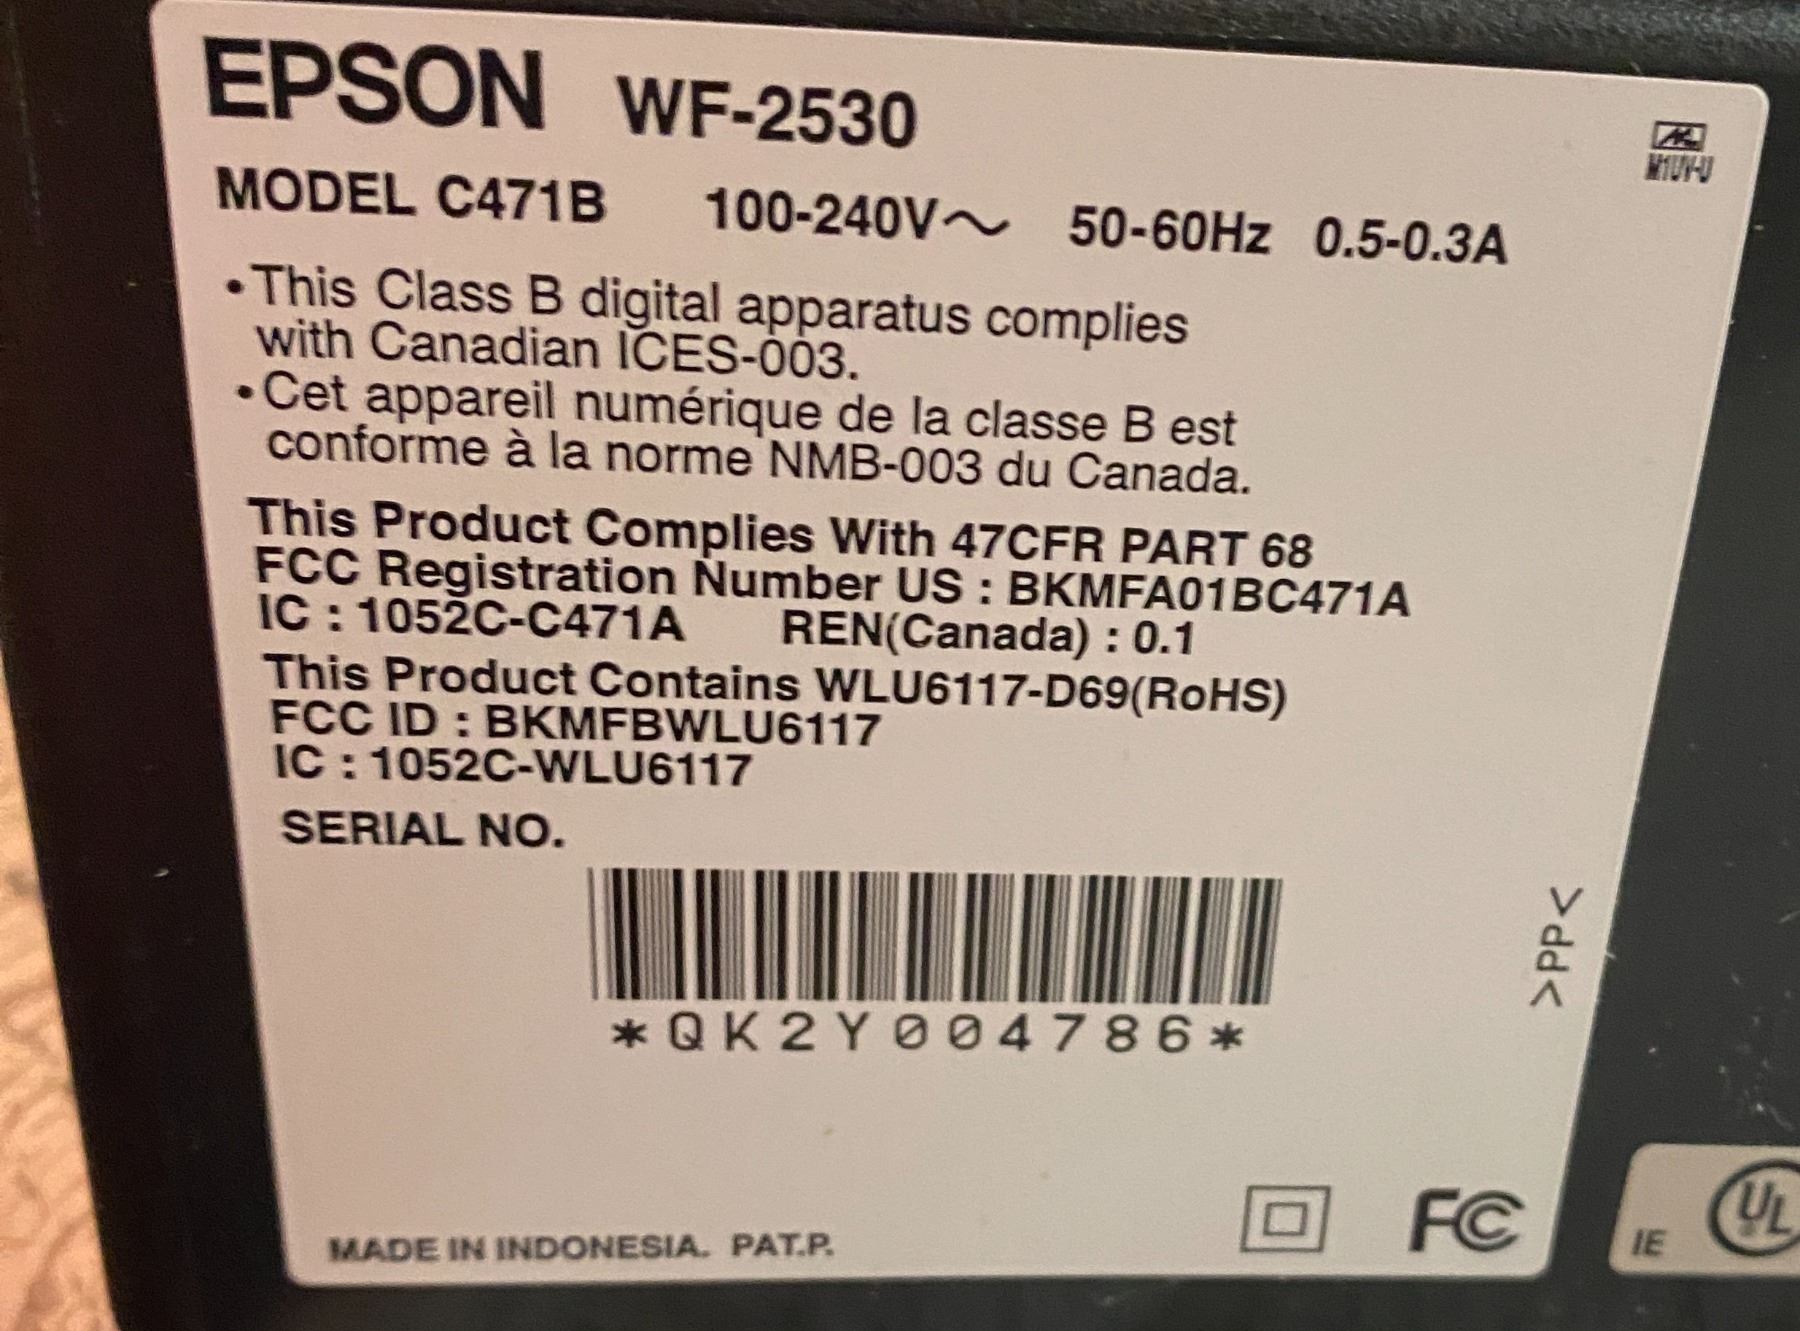 EPSON WF-2530
M1UV-U
MODEL C471B 100-240V～ 50-60Hz 0.5-0.3A
•This Class B digital apparatus complies
with Canadian ICES-003.
•Cet appareil numérique de la classe B est
conforme à la norme NMB-003 du Canada.
This Product Complies With 47CFR PART 68
FCC Registration Number US : BKMFA01BC471A
IC : 1052C-C471A REN(Canada) : 0.1
This Product Contains WLU6117-D69(RoHS)
FCC ID : BKMFBWLU6117
IC : 1052C-WLU6117
SERIAL NO.
*QK2Y004786*
>PP<
MADE IN INDONESIA. PAT.P.
FC
IE
UL